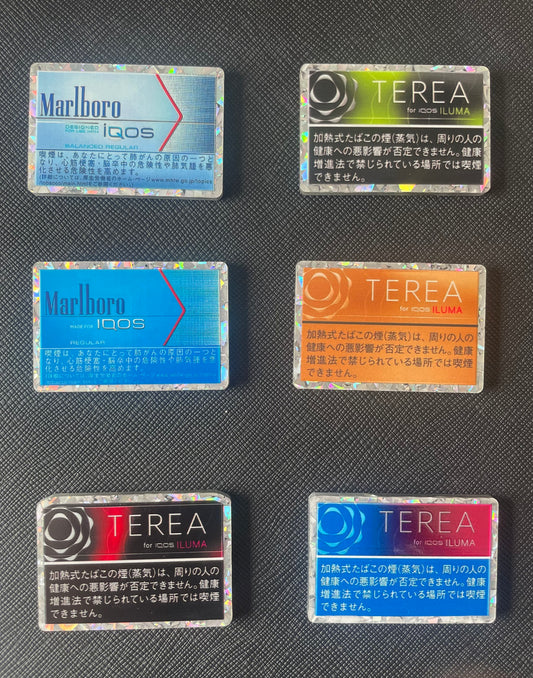 Marlboro
DESIGNED
FOR USE WITH
IQOS
BALANCED REGULAR
喫煙は、あなたにとって肺がんの原因の一つと
なり、心筋梗塞・脳卒中の危険性や肺気腫を悪
化させる危険性を高めます。
TEREA
for IQOS ILUMA
加熱式たばこの煙(蒸気)は、周りの人の
健康への悪影響が否定できません。健康
増進法で禁じられている場所では喫煙
できません。
Marlboro
MADE FOR IQOS
REGULAR
喫煙は、あなたにとって肺がんの原因の一つと
なり、心筋梗塞・脳卒中の危険性や肺気腫を悪
化させる危険性を高めます。
TEREA
for IQOS ILUMA
加熱式たばこの煙(蒸気)は、周りの人の
健康への悪影響が否定できません。健康
増進法で禁じられている場所では喫煙
できません。
TEREA
for IQOS ILUMA
加熱式たばこの煙(蒸気)は、周りの人の
健康への悪影響が否定できません。健康
増進法で禁じられている場所では喫煙
できません。
TEREA
for IQOS ILUMA
加熱式たばこの煙(蒸気)は、周りの人の
健康への悪影響が否定できません。健康
増進法で禁じられている場所では喫煙
できません。